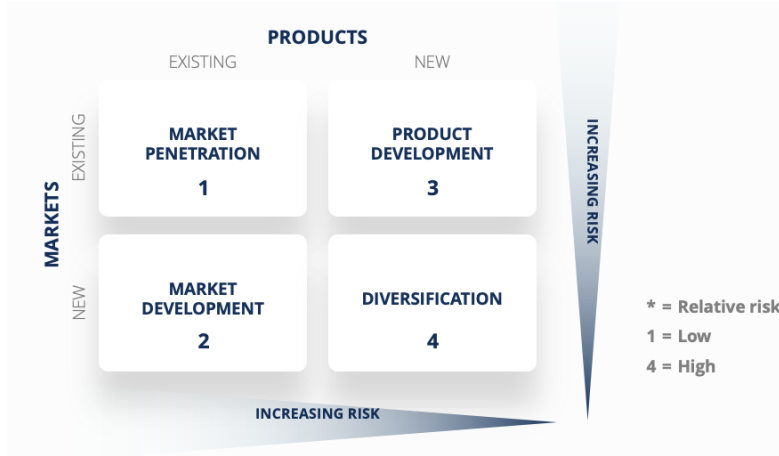 PRODUCTS
EXISTING
NEW
MARKETS
EXISTING
MARKET
PENETRATION
1
PRODUCT
DEVELOPMENT
3
NEW
MARKET
DEVELOPMENT
2
DIVERSIFICATION
4
INCREASING RISK
INCREASING RISK
* = Relative risk
1 = Low
4 = High